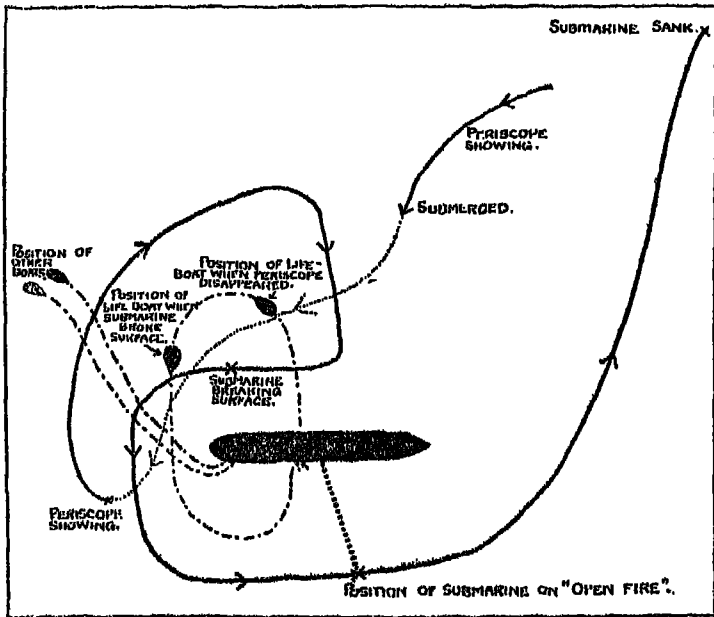 SUBMARINE SANK.
PERISCOPE
SHOWING.
SUBMERGED.
POSITION OF
OTHER
BOATS.
POSITION OF LIFE-
BOAT WHEN PERISCOPE
DISAPPEARED.
POSITION OF
LIFE BOAT WHEN
SUBMARINE
BROKE
SURFACE.
SUBMARINE
BREAKING
SURFACE.
PERISCOPE
SHOWING.
POSITION OF SUBMARINE ON "OPEN FIRE".